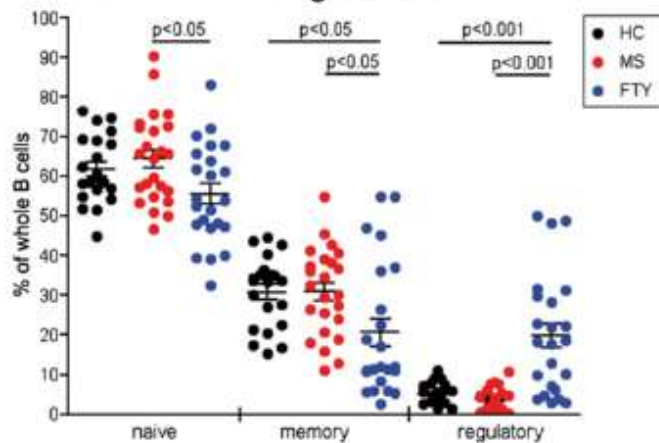 p<0.05
p<0.05
p<0.05
p<0.001
p<0.001
HC
MS
FTY
% of whole B cells
100
90
80
70
60
50
40
30
20
10
0
naive
memory
regulatory